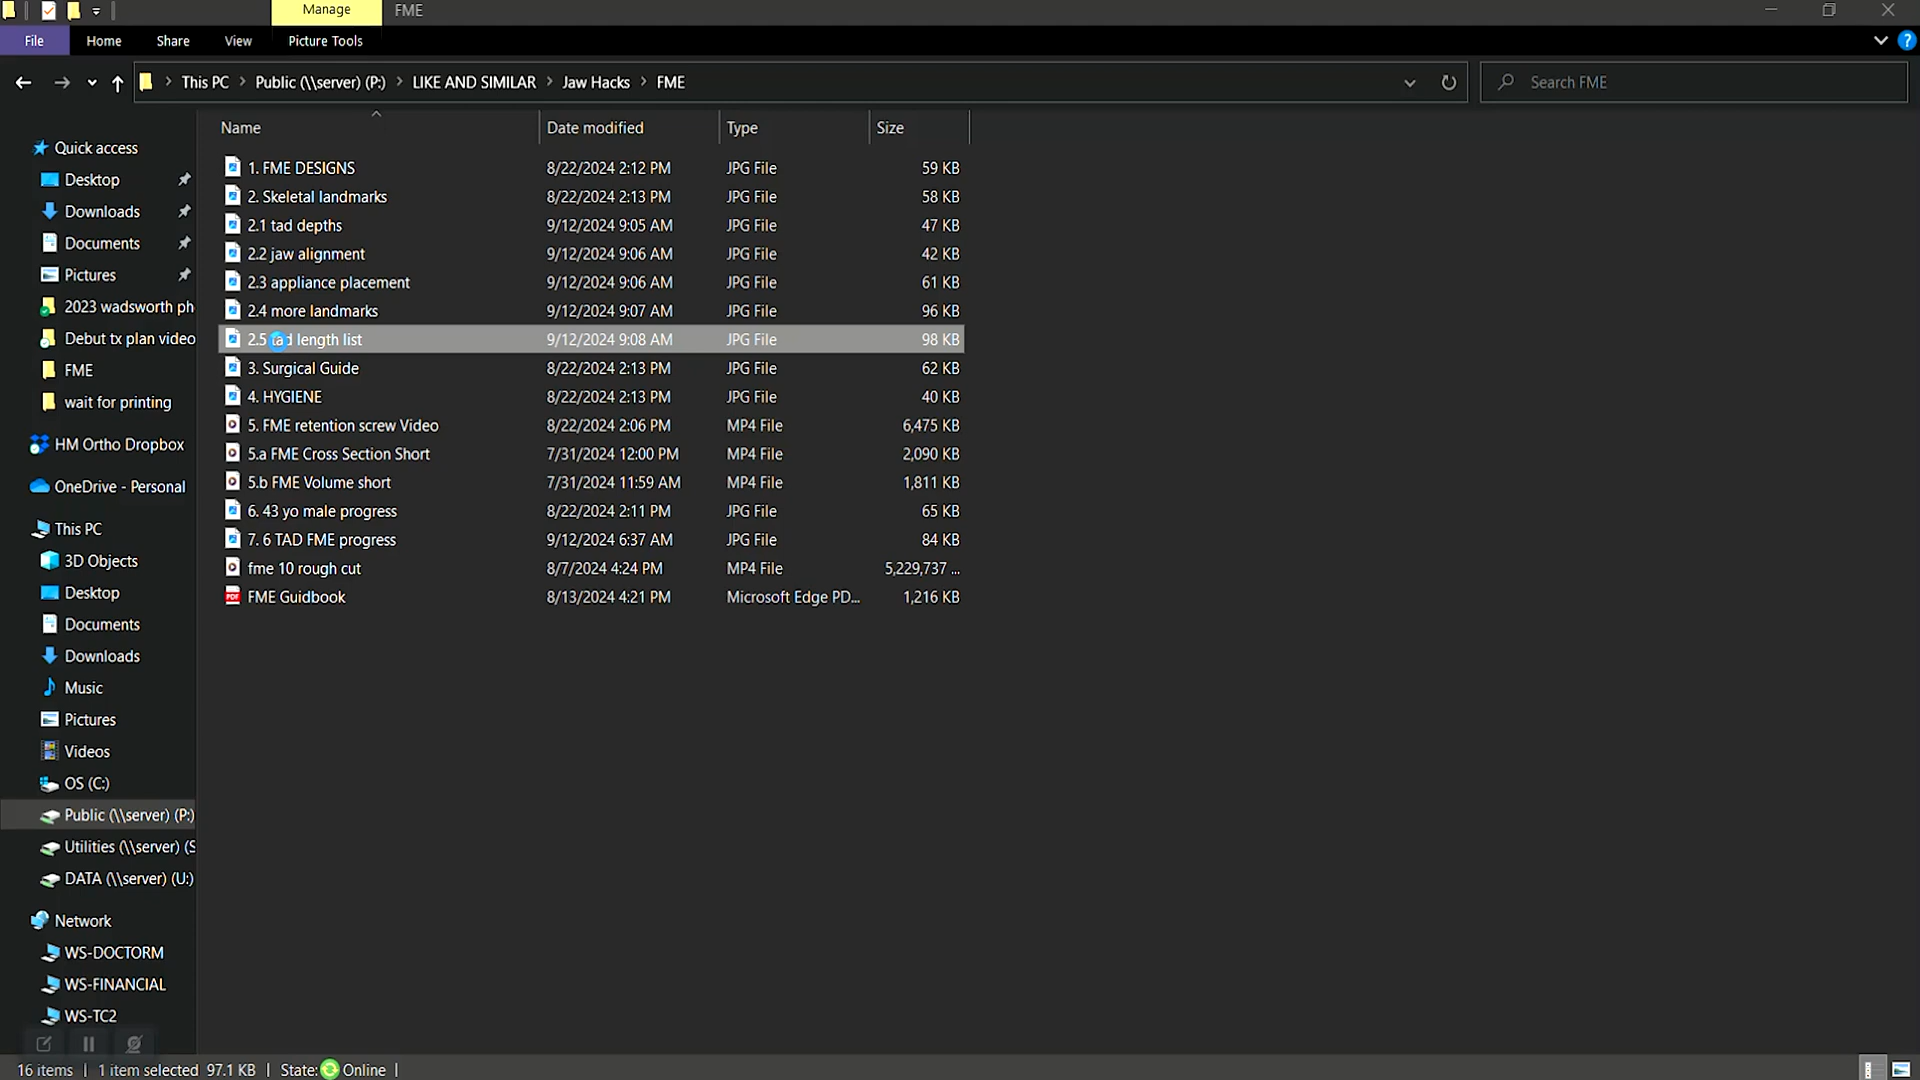 Manage
FME
File
Home
Share
View
Picture Tools
?
This PC
Public (\\server) (P:)
LIKE AND SIMILAR
Jaw Hacks
FME
Search FME
Name
Date modified
Type
Size
Quick access
Desktop
Downloads
Documents
Pictures
2023 wadsworth ph
Debut tx plan video
FME
wait for printing
HM Ortho Dropbox
OneDrive - Personal
This PC
3D Objects
Desktop
Documents
Downloads
Music
Pictures
Videos
OS (C:)
Public (\\server) (P:)
Utilities (\\server) (S
DATA (\\server) (U:)
Network
WS-DOCTORM
WS-FINANCIAL
WS-TC2
1. FME DESIGNS 8/22/2024 2:12 PM JPG File 59 KB
2. Skeletal landmarks 8/22/2024 2:13 PM JPG File 58 KB
2.1 tad depths 9/12/2024 9:05 AM JPG File 47 KB
2.2 jaw alignment 9/12/2024 9:06 AM JPG File 42 KB
2.3 appliance placement 9/12/2024 9:06 AM JPG File 61 KB
2.4 more landmarks 9/12/2024 9:07 AM JPG File 96 KB
2.5 tad length list 9/12/2024 9:08 AM JPG File 98 KB
3. Surgical Guide 8/22/2024 2:13 PM JPG File 62 KB
4. HYGIENE 8/22/2024 2:13 PM JPG File 40 KB
5. FME retention screw Video 8/22/2024 2:06 PM MP4 File 6,475 KB
5.a FME Cross Section Short 7/31/2024 12:00 PM MP4 File 2,090 KB
5.b FME Volume short 7/31/2024 11:59 AM MP4 File 1,811 KB
6. 43 yo male progress 8/22/2024 2:11 PM JPG File 65 KB
7. 6 TAD FME progress 9/12/2024 6:37 AM JPG File 84 KB
fme 10 rough cut 8/7/2024 4:24 PM MP4 File 5,229,737 ...
PDF FME Guidbook 8/13/2024 4:21 PM Microsoft Edge PD... 1,216 KB
16 items | 1 item selected 97.1 KB | State: Online |